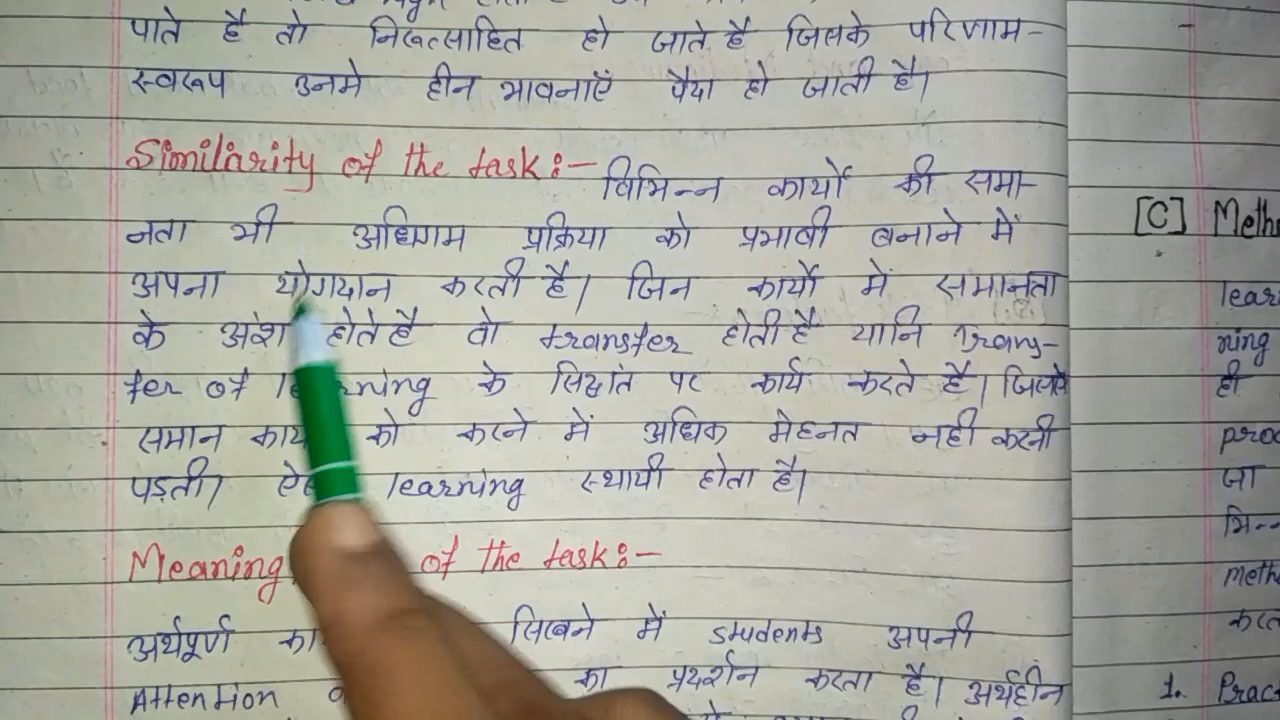 पाते है तो निरुत्साहित हो जाते है जिसके परिणाम-
स्वरूप उनमे हीन भावनाएँ पैदा हो जाती है।
Similarity of the task:-
विभिन्न कार्यो की समा-
नता भी अधिगम प्रक्रिया को प्रभावी बनाने में
अपना योगदान करती है। जिन कार्यो में समानता
के अंश होते है वो transfer होती है यानि Trans-
fer of के सिद्धांत पर कार्य करते है। जिससे
समान को करने में अधिक मेहनत नही करनी
पड़ती। learning स्थायी होता है।
Meaning of the task:-
अर्थपूर्ण सिखने में students अपनी
Attention का प्रदर्शन करता है। अर्थहीन
[C] Meth
lear
ning
ही
proc
जा
भिन्
meth
करत
1. Prac